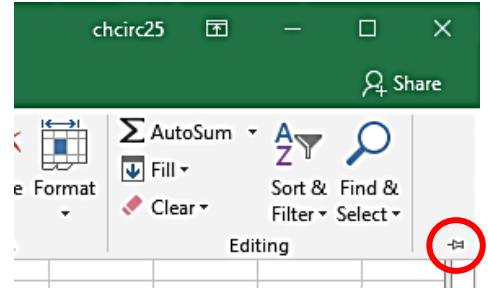 chcirc25
Share
AutoSum
Fill
Clear
Sort &
Filter
Find &
Select
Format
Editing